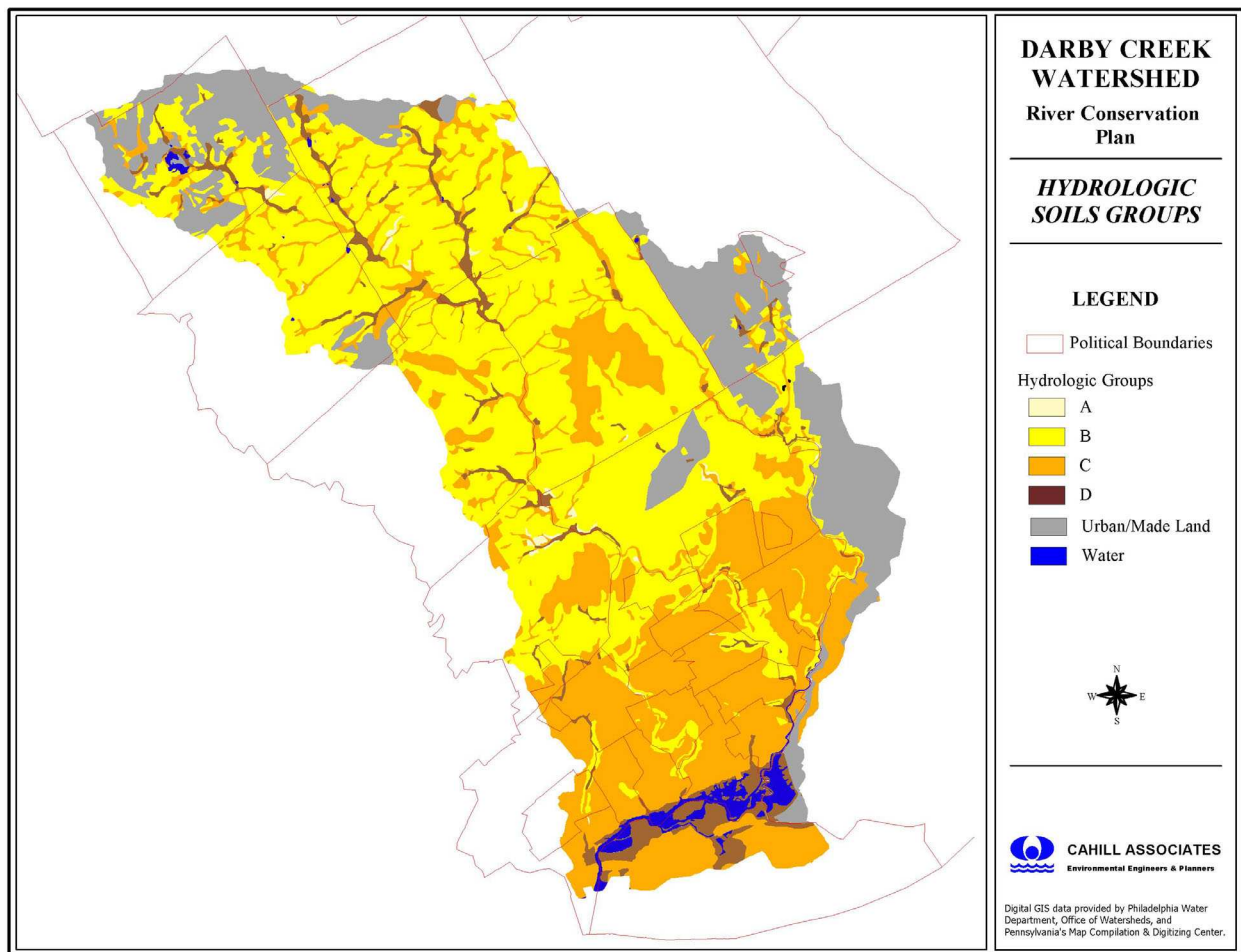 DARBY CREEK
WATERSHED
River Conservation
Plan
HYDROLOGIC
SOILS GROUPS
LEGEND
Political Boundaries
Hydrologic Groups
A
B
C
D
Urban/Made Land
Water
N
W E
S
CAHILL ASSOCIATES
Environmental Engineers & Planners
Digital GIS data provided by Philadelphia Water
Department, Office of Watersheds, and
Pennsylvania's Map Compilation & Digitizing Center.